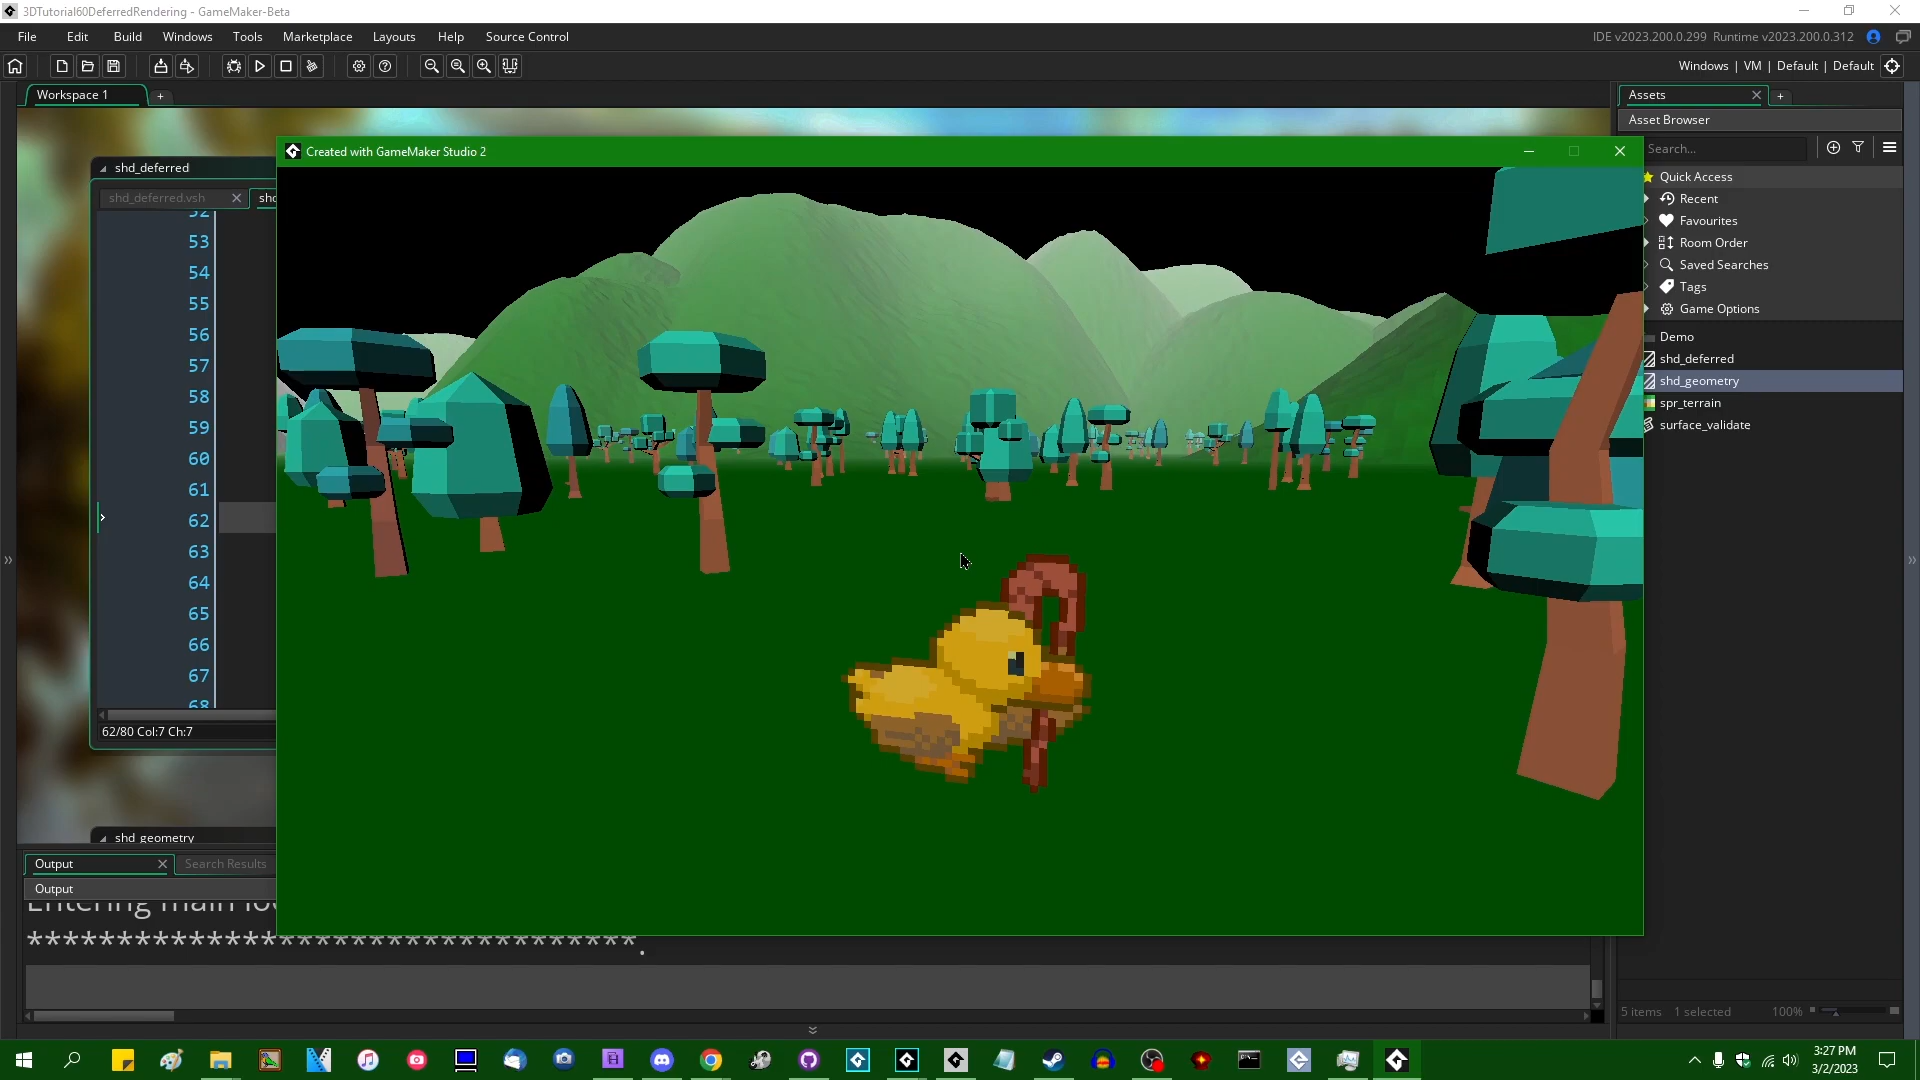 3DTutorial60DeferredRendering - GameMaker-Beta
File Edit Build Windows Tools Marketplace Layouts Help Source Control
IDE v2023.200.0.299 Runtime v2023.200.0.312
Windows | VM | Default | Default
Workspace 1
Assets
Asset Browser
Created with GameMaker Studio 2
Search...
shd_deferred
shd_deferred.vsh
Quick Access
Recent
Favourites
Room Order
Saved Searches
Tags
Game Options
Demo
shd_deferred
shd_geometry
spr_terrain
surface_validate
52
53
54
55
56
57
58
59
60
61
62
63
64
65
66
67
68
62/80 Col:7 Ch:7
shd_geometry
Output Search Results
Output
Entering main
**********************************.
5 items 1 selected 100%
3:27 PM
3/2/2023